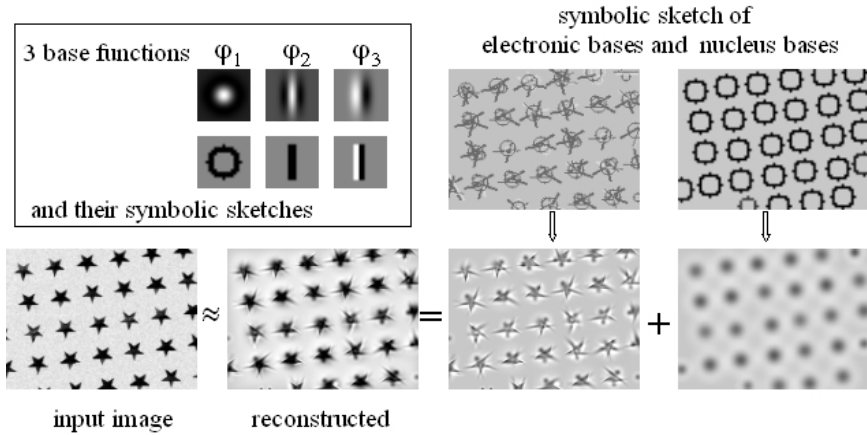 symbolic sketch of
electronic bases and nucleus bases
3 base functions φ1 φ2 φ3
and their symbolic sketches
≈ = +
input image reconstructed